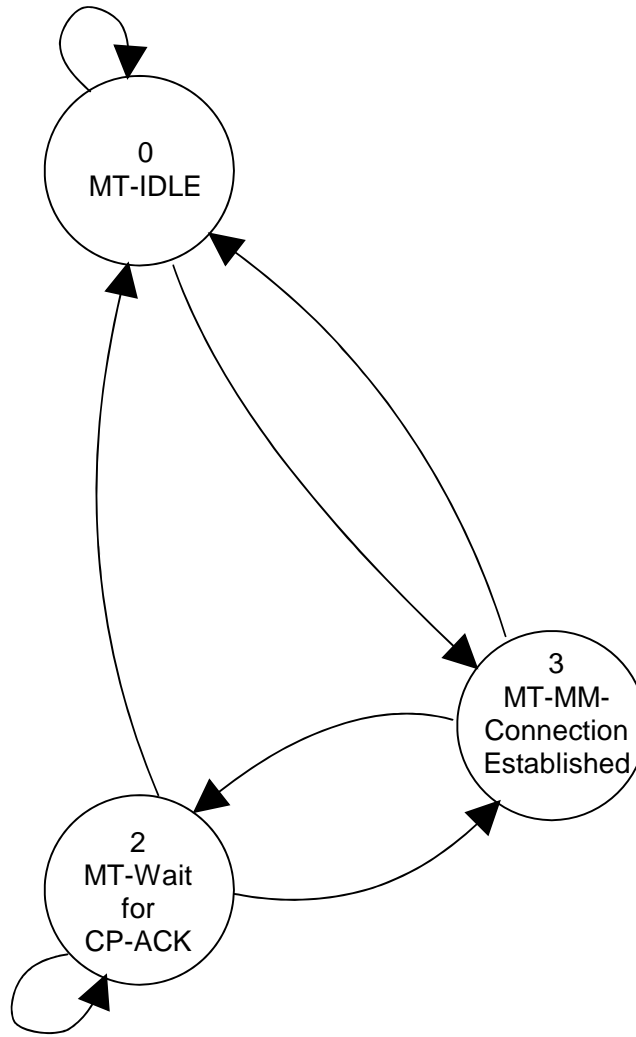 0
MT-IDLE
3
MT-MM-
Connection
Established
2
MT-Wait
for
CP-ACK